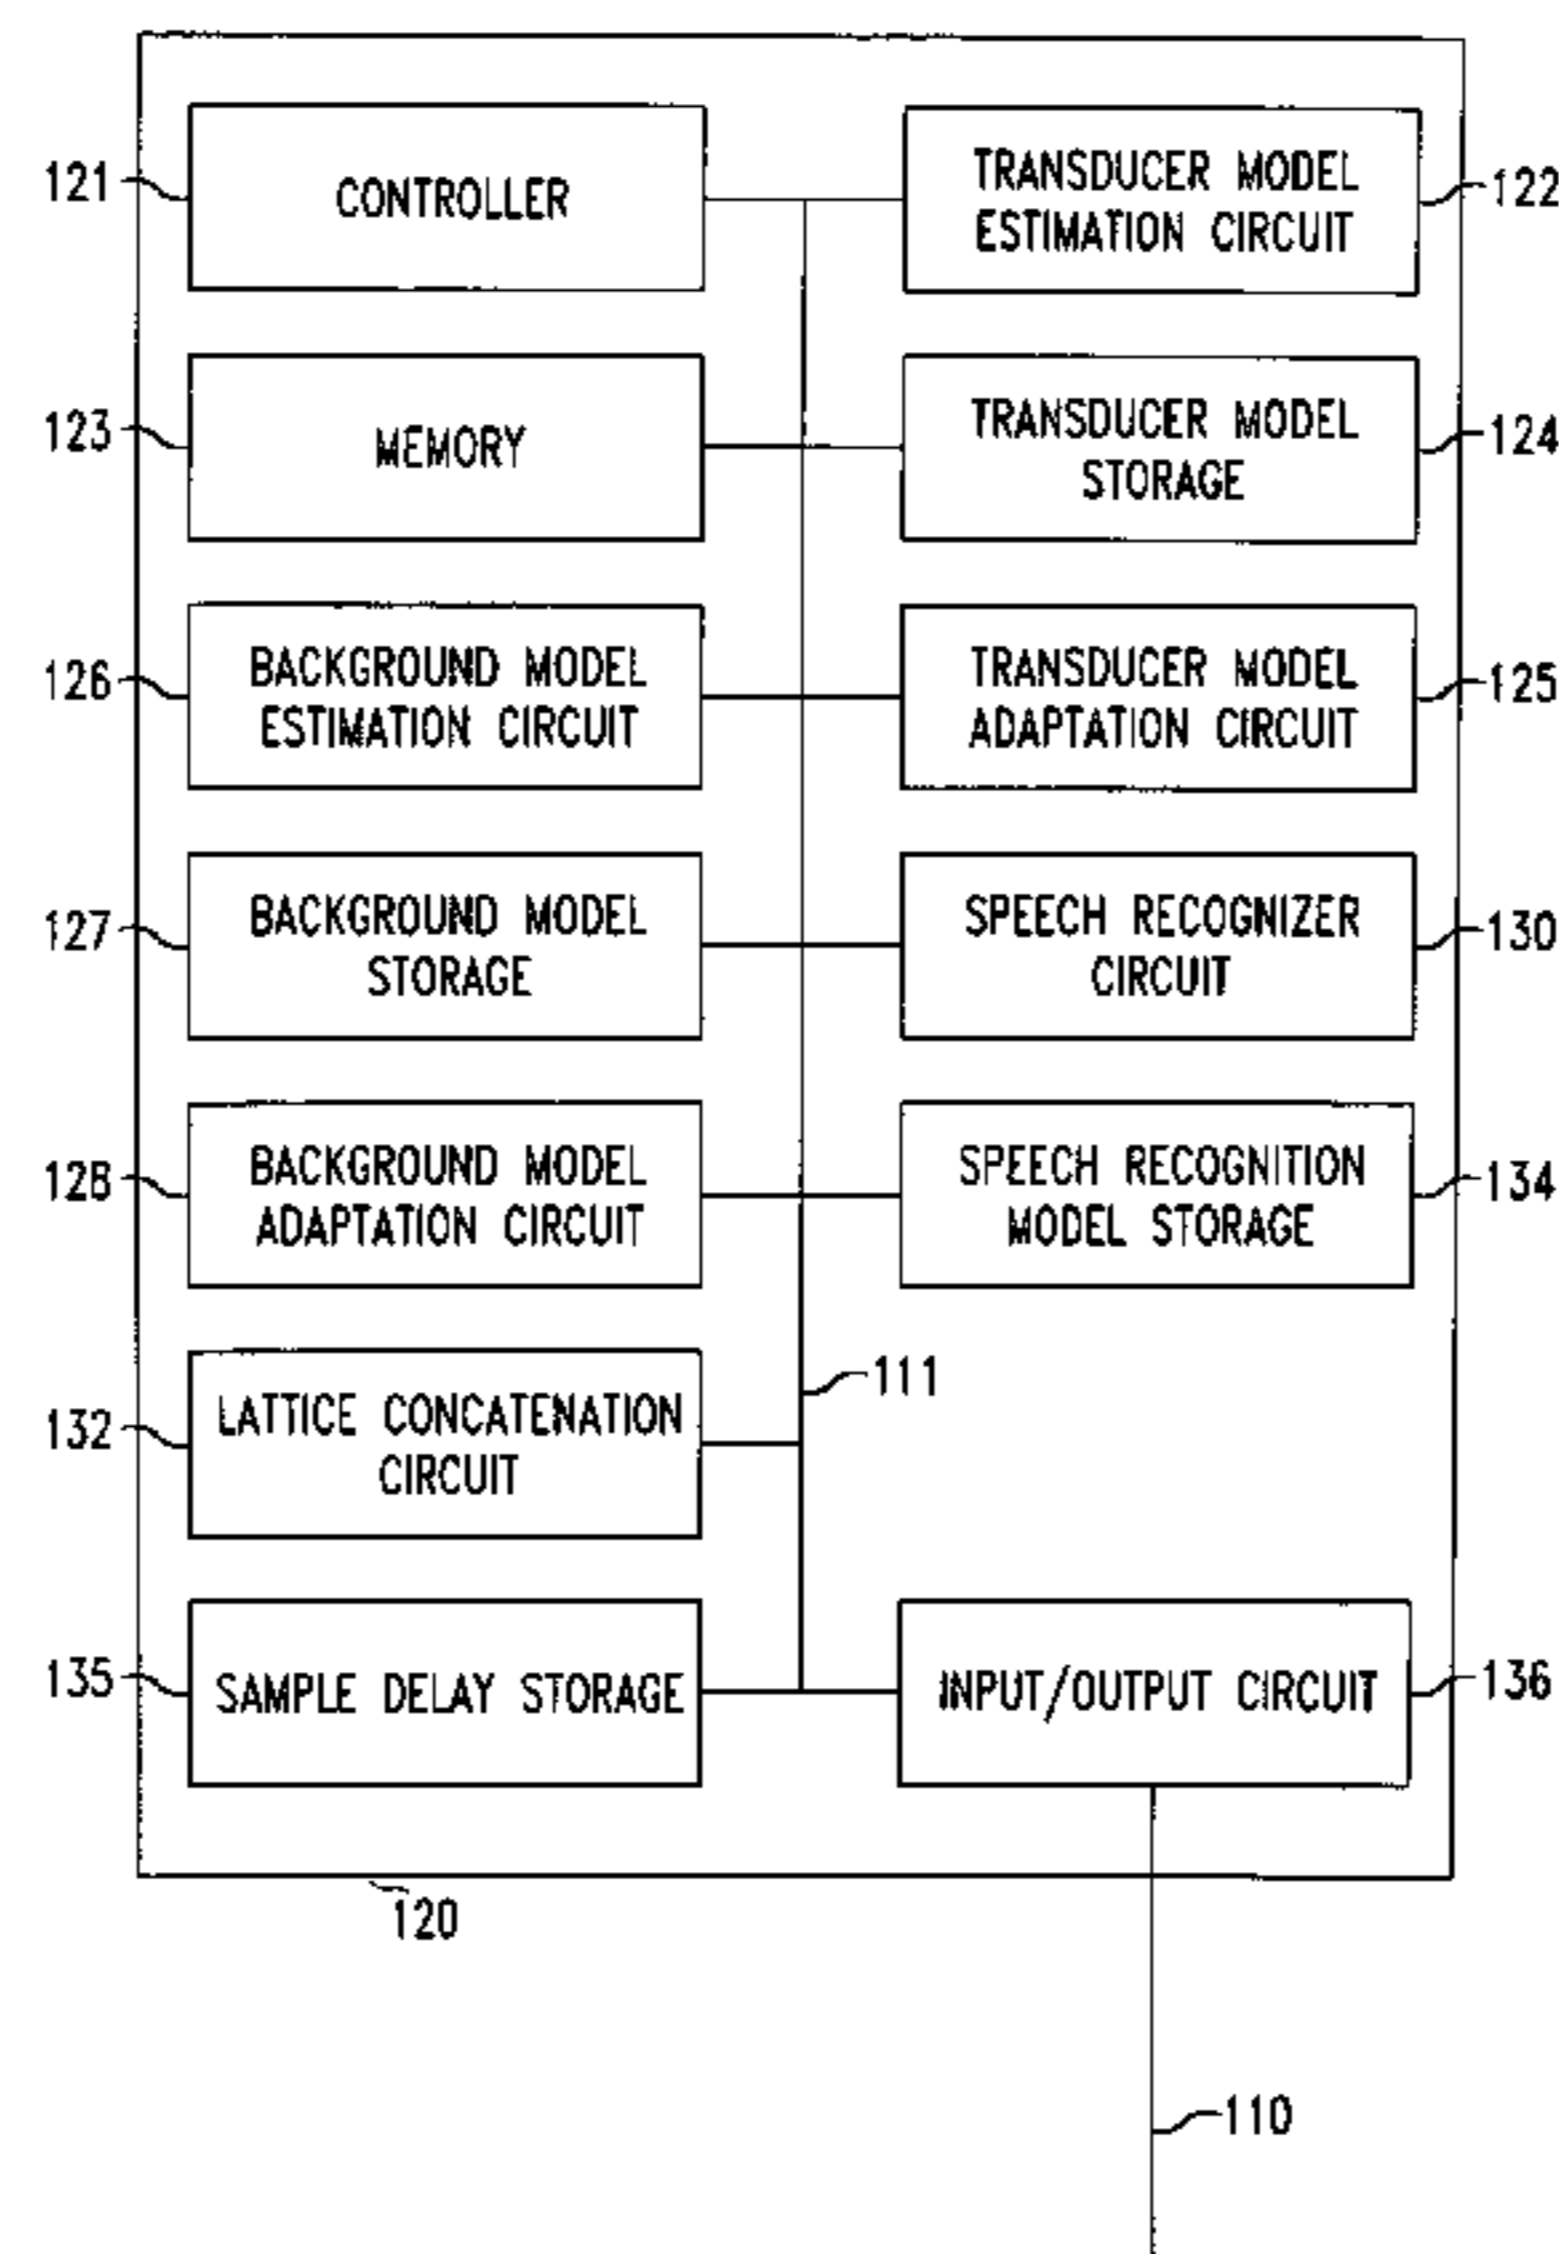 121
CONTROLLER
TRANSDUCER MODEL
ESTIMATION CIRCUIT
122
123
MEMORY
TRANSDUCER MODEL
STORAGE
124
126
BACKGROUND MODEL
ESTIMATION CIRCUIT
TRANSDUCER MODEL
ADAPTATION CIRCUIT
125
127
BACKGROUND MODEL
STORAGE
SPEECH RECOGNIZER
CIRCUIT
130
128
BACKGROUND MODEL
ADAPTATION CIRCUIT
SPEECH RECOGNITION
MODEL STORAGE
134
111
132
LATTICE CONCATENATION
CIRCUIT
135
SAMPLE DELAY STORAGE
INPUT/OUTPUT CIRCUIT
136
120
110